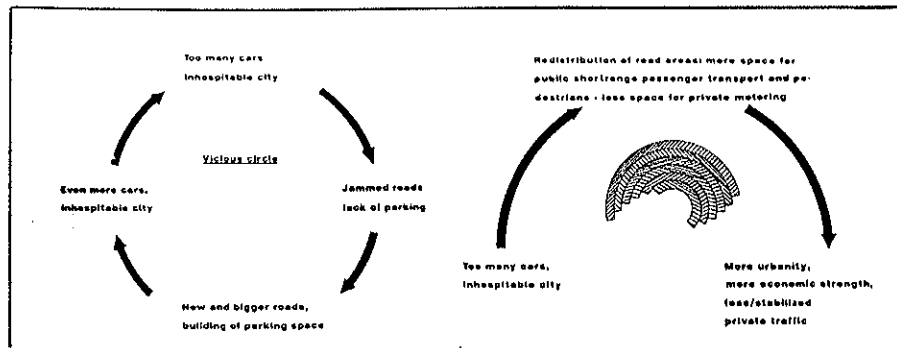 Too many cars
Inhospitable city
Vicious circle
Jammed roads
lack of parking
New and bigger roads,
building of parking space
Even more cars,
Inhospitable city
Redistribution of road areas: more space for
public shortrange passenger transport and pe-
destrians - less space for private motoring
Too many cars,
inhospitable city
More urbanity,
more economic strength,
less/stabilized
private traffic